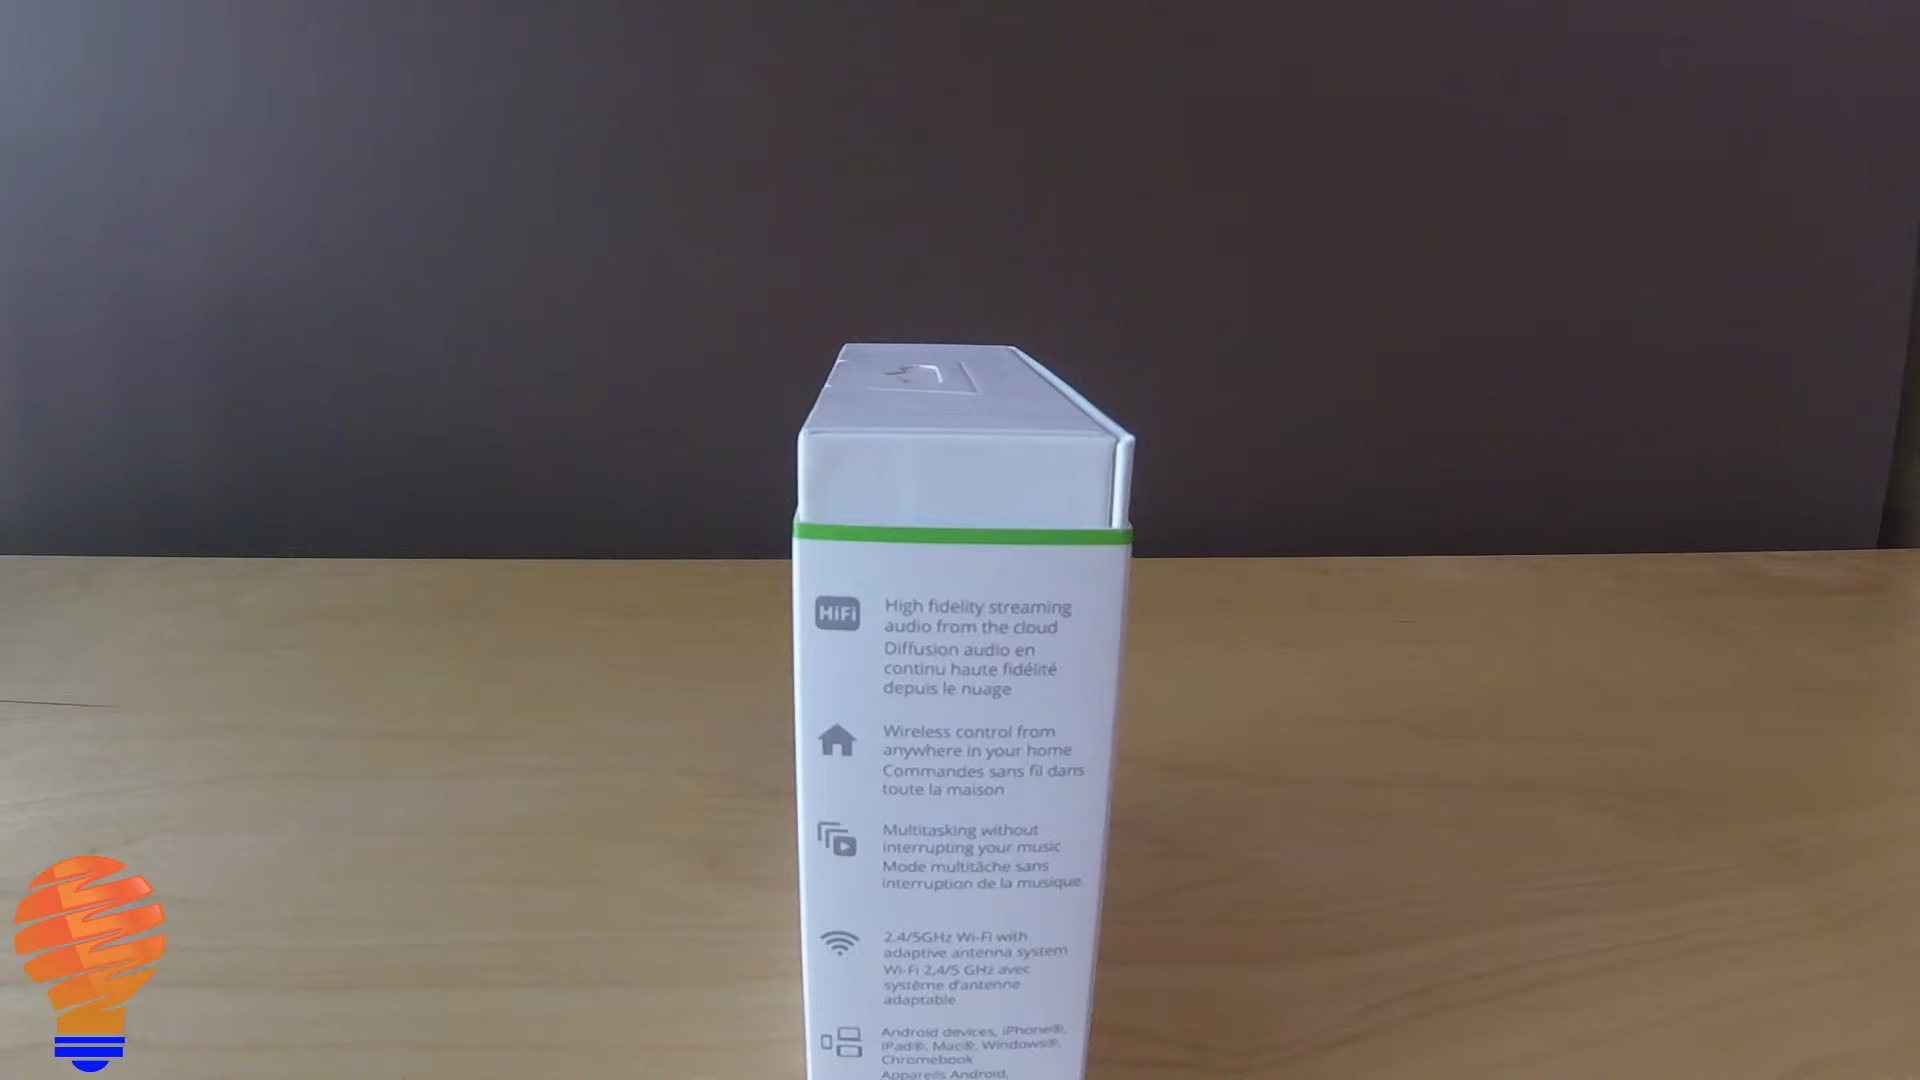 HiFi
High fidelity streaming
audio from the cloud
Diffusion audio en
continu haute fidélité
depuis le nuage
Wireless control from
anywhere in your home
Commandes sans fil dans
toute la maison
Multitasking without
interrupting your music
Mode multitâche sans
interruption de la musique.
2.4/5GHz Wi-Fi with
adaptive antenna system
Wi-Fi 2,4/5 GHz avec
système d'antenne
adaptable
Android devices, iPhone®,
iPad®, Mac®, Windows®,
Chromebook
Appareils Android,